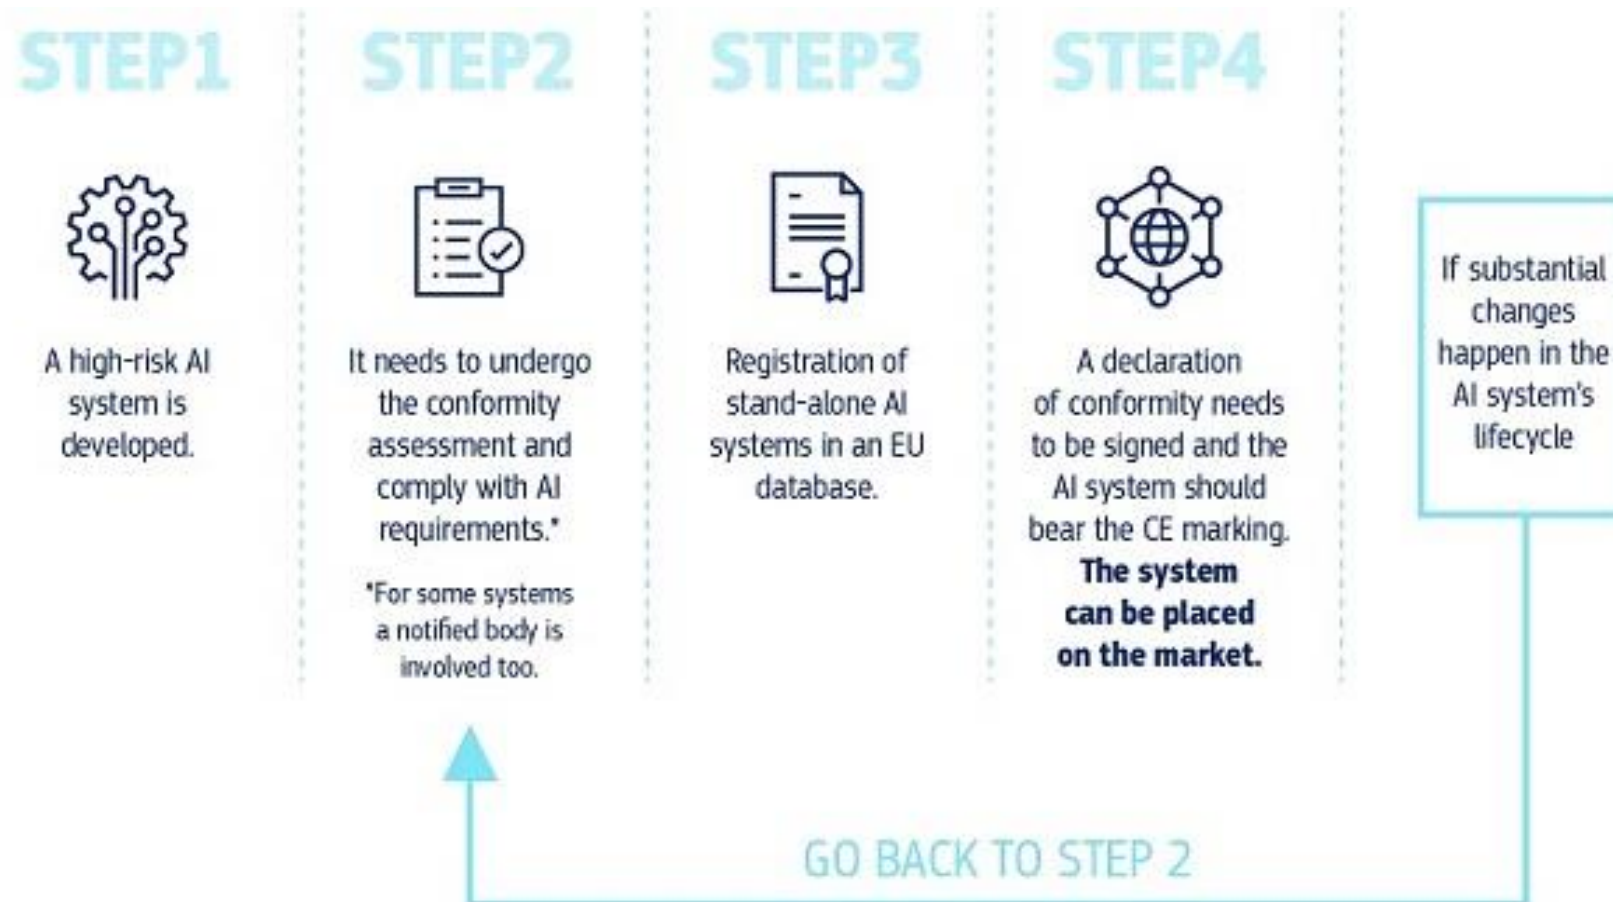 STEP1
A high-risk AI
system is
developed.
STEP2
It needs to undergo
the conformity
assessment and
comply with AI
requirements.*
*For some systems
a notified body is
involved too.
STEP3
Registration of
stand-alone AI
systems in an EU
database.
STEP4
A declaration
of conformity needs
to be signed and the
AI system should
bear the CE marking.
The system
can be placed
on the market.
If substantial
changes
happen in the
AI system's
lifecycle
GO BACK TO STEP 2